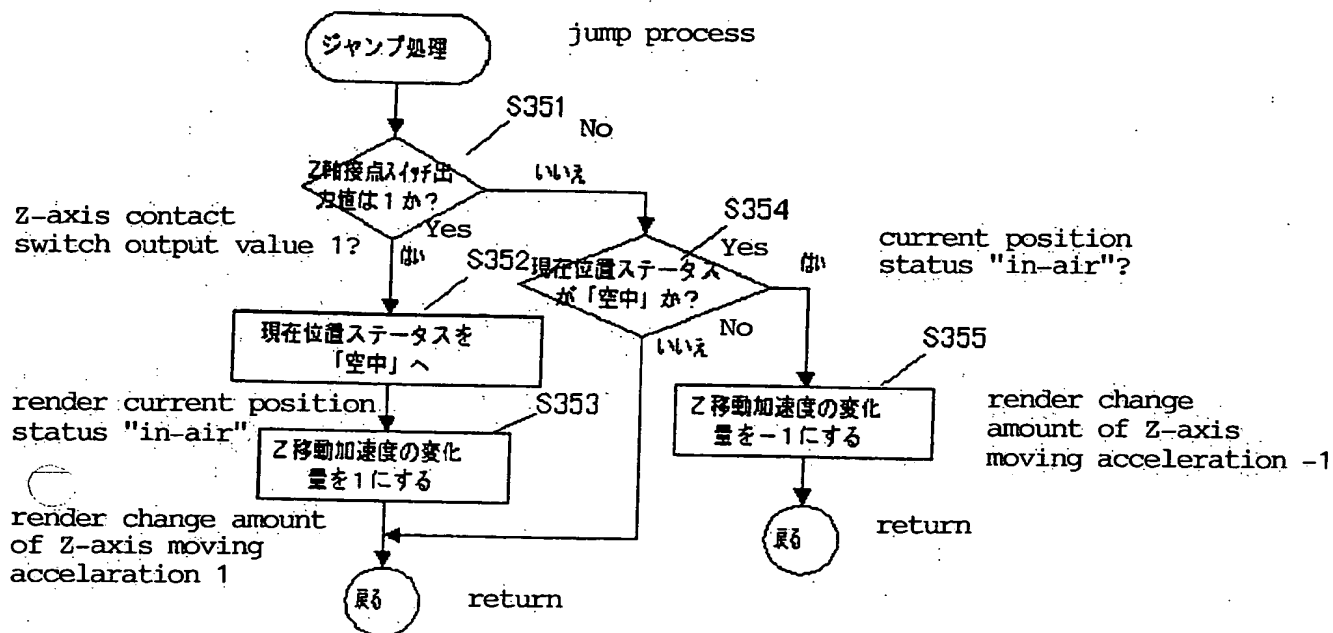 ジャンプ処理
jump process
S351
No
Z軸接点スイッチ出
力値は1か?
いいえ
Z-axis contact
switch output value 1?
Yes
はい
S352
S354
Yes
はい
現在位置ステータス
が「空中」か?
current position
status "in-air"?
No
いいえ
現在位置ステータスを
「空中」へ
render current position
status "in-air"
S353
Z移動加速度の変化
量を1にする
S355
Z移動加速度の変化
量を-1にする
render change
amount of Z-axis
moving acceleration -1
render change amount
of Z-axis moving
accelaration 1
戻る
return
戻る
return